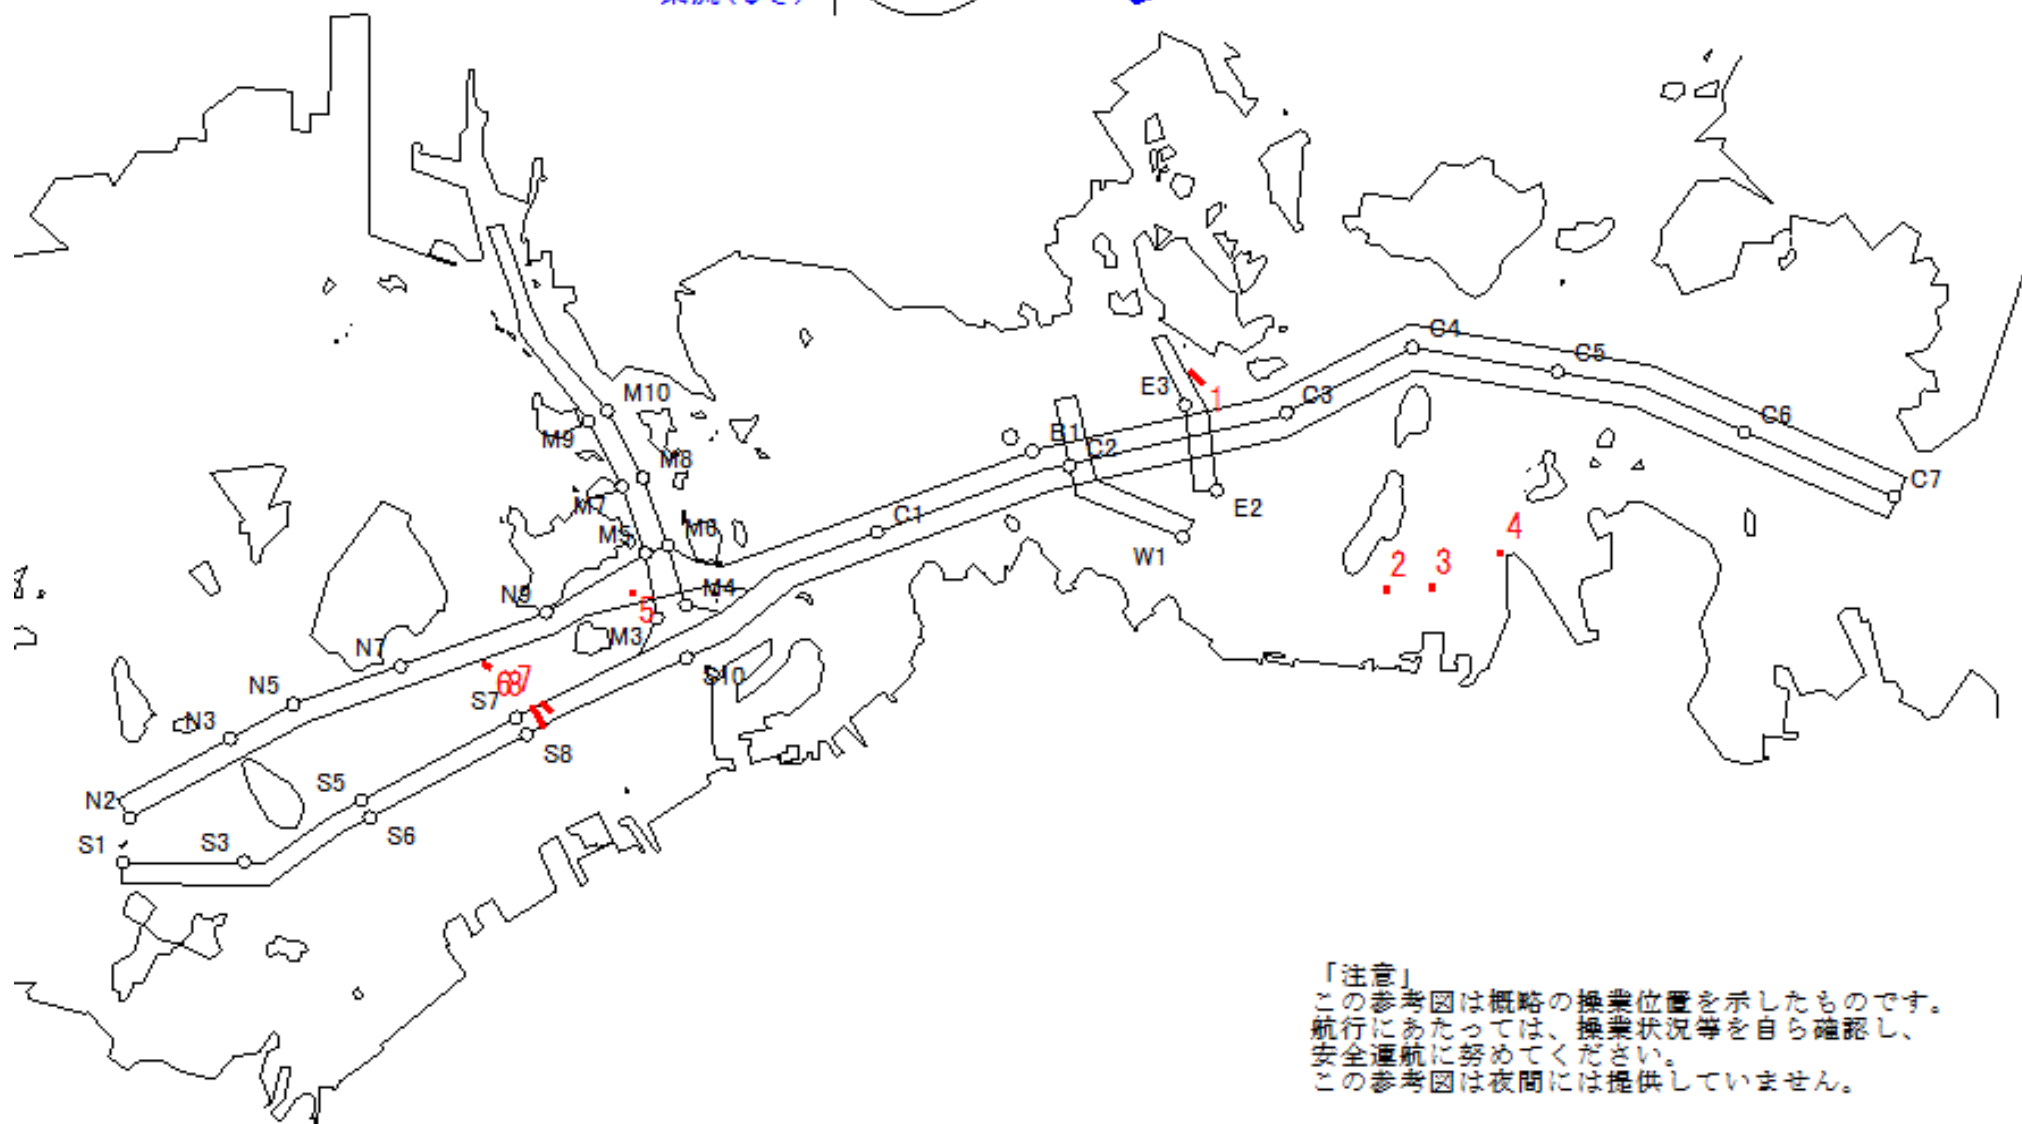 C4
C5
M10
E3
1
C3
C6
M9
B1
C2
M8
C7
M7
E2
M5
M6
C1
4
W1
2
3
N9
M4
5
M3
N7
S10
N5
687
S7
N3
S8
S5
N2
S6
S1
S3
「注意」
この参考図は概略の操業位置を示したものです。
航行にあたっては、操業状況等を自ら確認し、
安全運航に努めてください。
この参考図は夜間には提供していません。